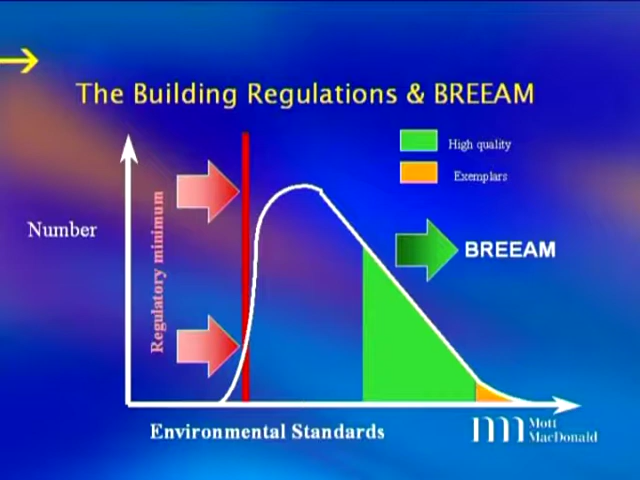 The Building Regulations & BREEAM
High quality
Exemplars
Number
Regulatory minimum
BREEAM
Environmental Standards
Mott
MacDonald